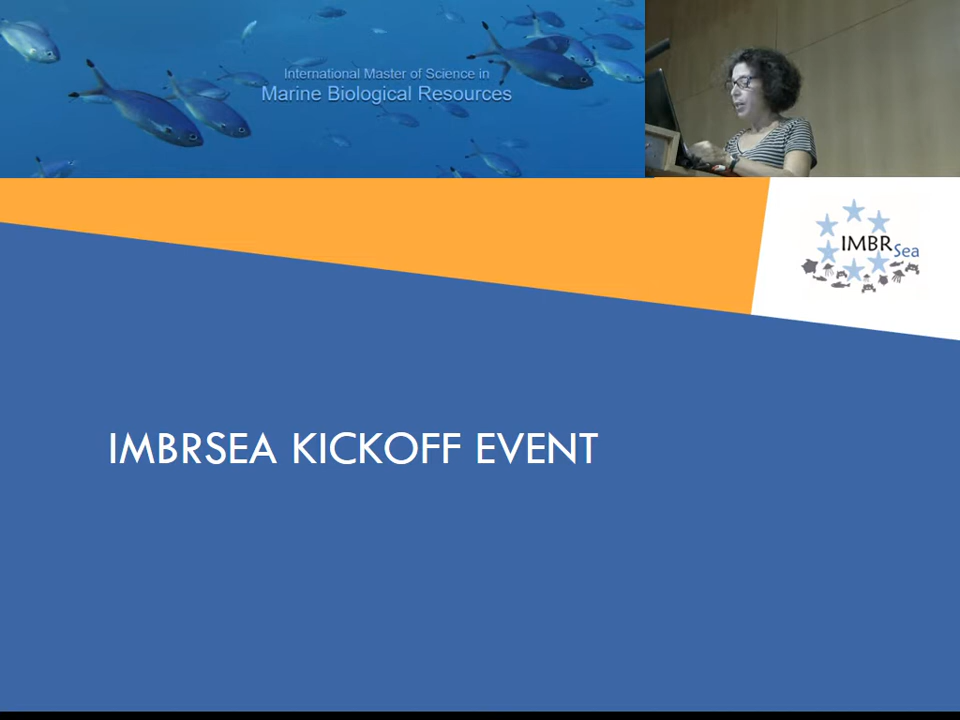 International Master of Science in
Marine Biological Resources
IMBRSea
IMBRSEA KICKOFF EVENT